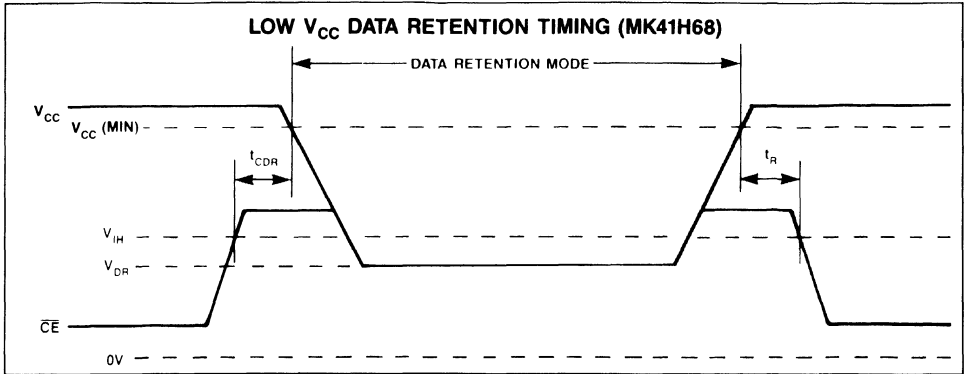 LOW VCC DATA RETENTION TIMING (MK41H68)
DATA RETENTION MODE
VCC
VCC (MIN)
tCDR
tR
VIH
VDR
CE
0V